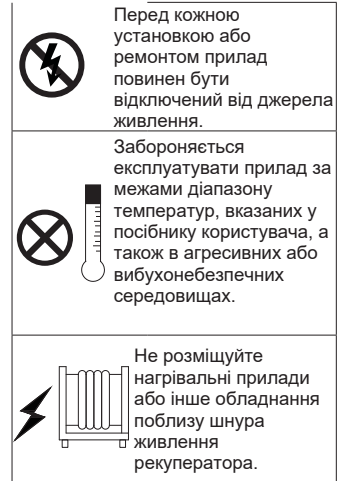 Перед кожною
установкою або
ремонтом прилад
повинен бути
відключений від джерела
живлення.
Забороняється
експлуатувати прилад за
межами діапазону
температур, вказаних у
посібнику користувача, а
також в агресивних або
вибухонебезпечних
середовищах.
Не розміщуйте
нагрівальні прилади
або інше обладнання
поблизу шнура
живлення
рекуператора.